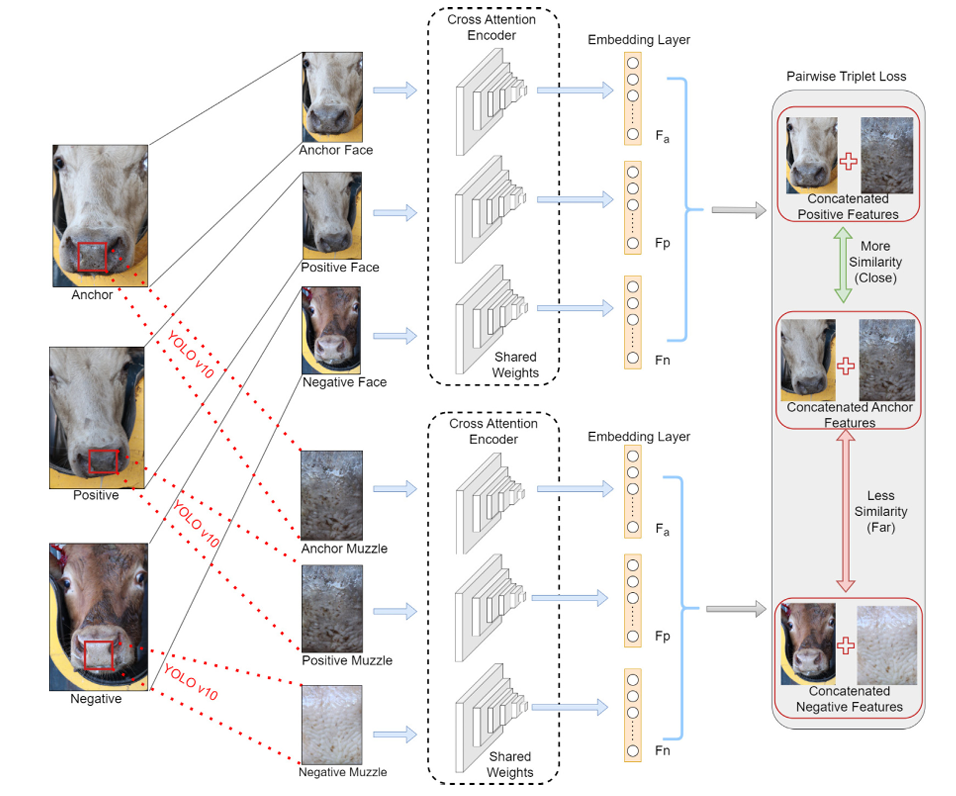 Cross Attention
Encoder
Embedding Layer
Pairwise Triplet Loss
Anchor Face
Fa
Positive Face
Fp
Negative Face
Shared
Weights
Fn
Anchor
YOLO v10
Positive
YOLO v10
Negative
YOLO v10
Cross Attention
Encoder
Embedding Layer
Anchor Muzzle
Fa
Positive Muzzle
Fp
Negative Muzzle
Shared
Weights
Fn
Concatenated
Positive Features
More
Similarity
(Close)
Concatenated Anchor
Features
Less
Similarity
(Far)
Concatenated
Negative Features